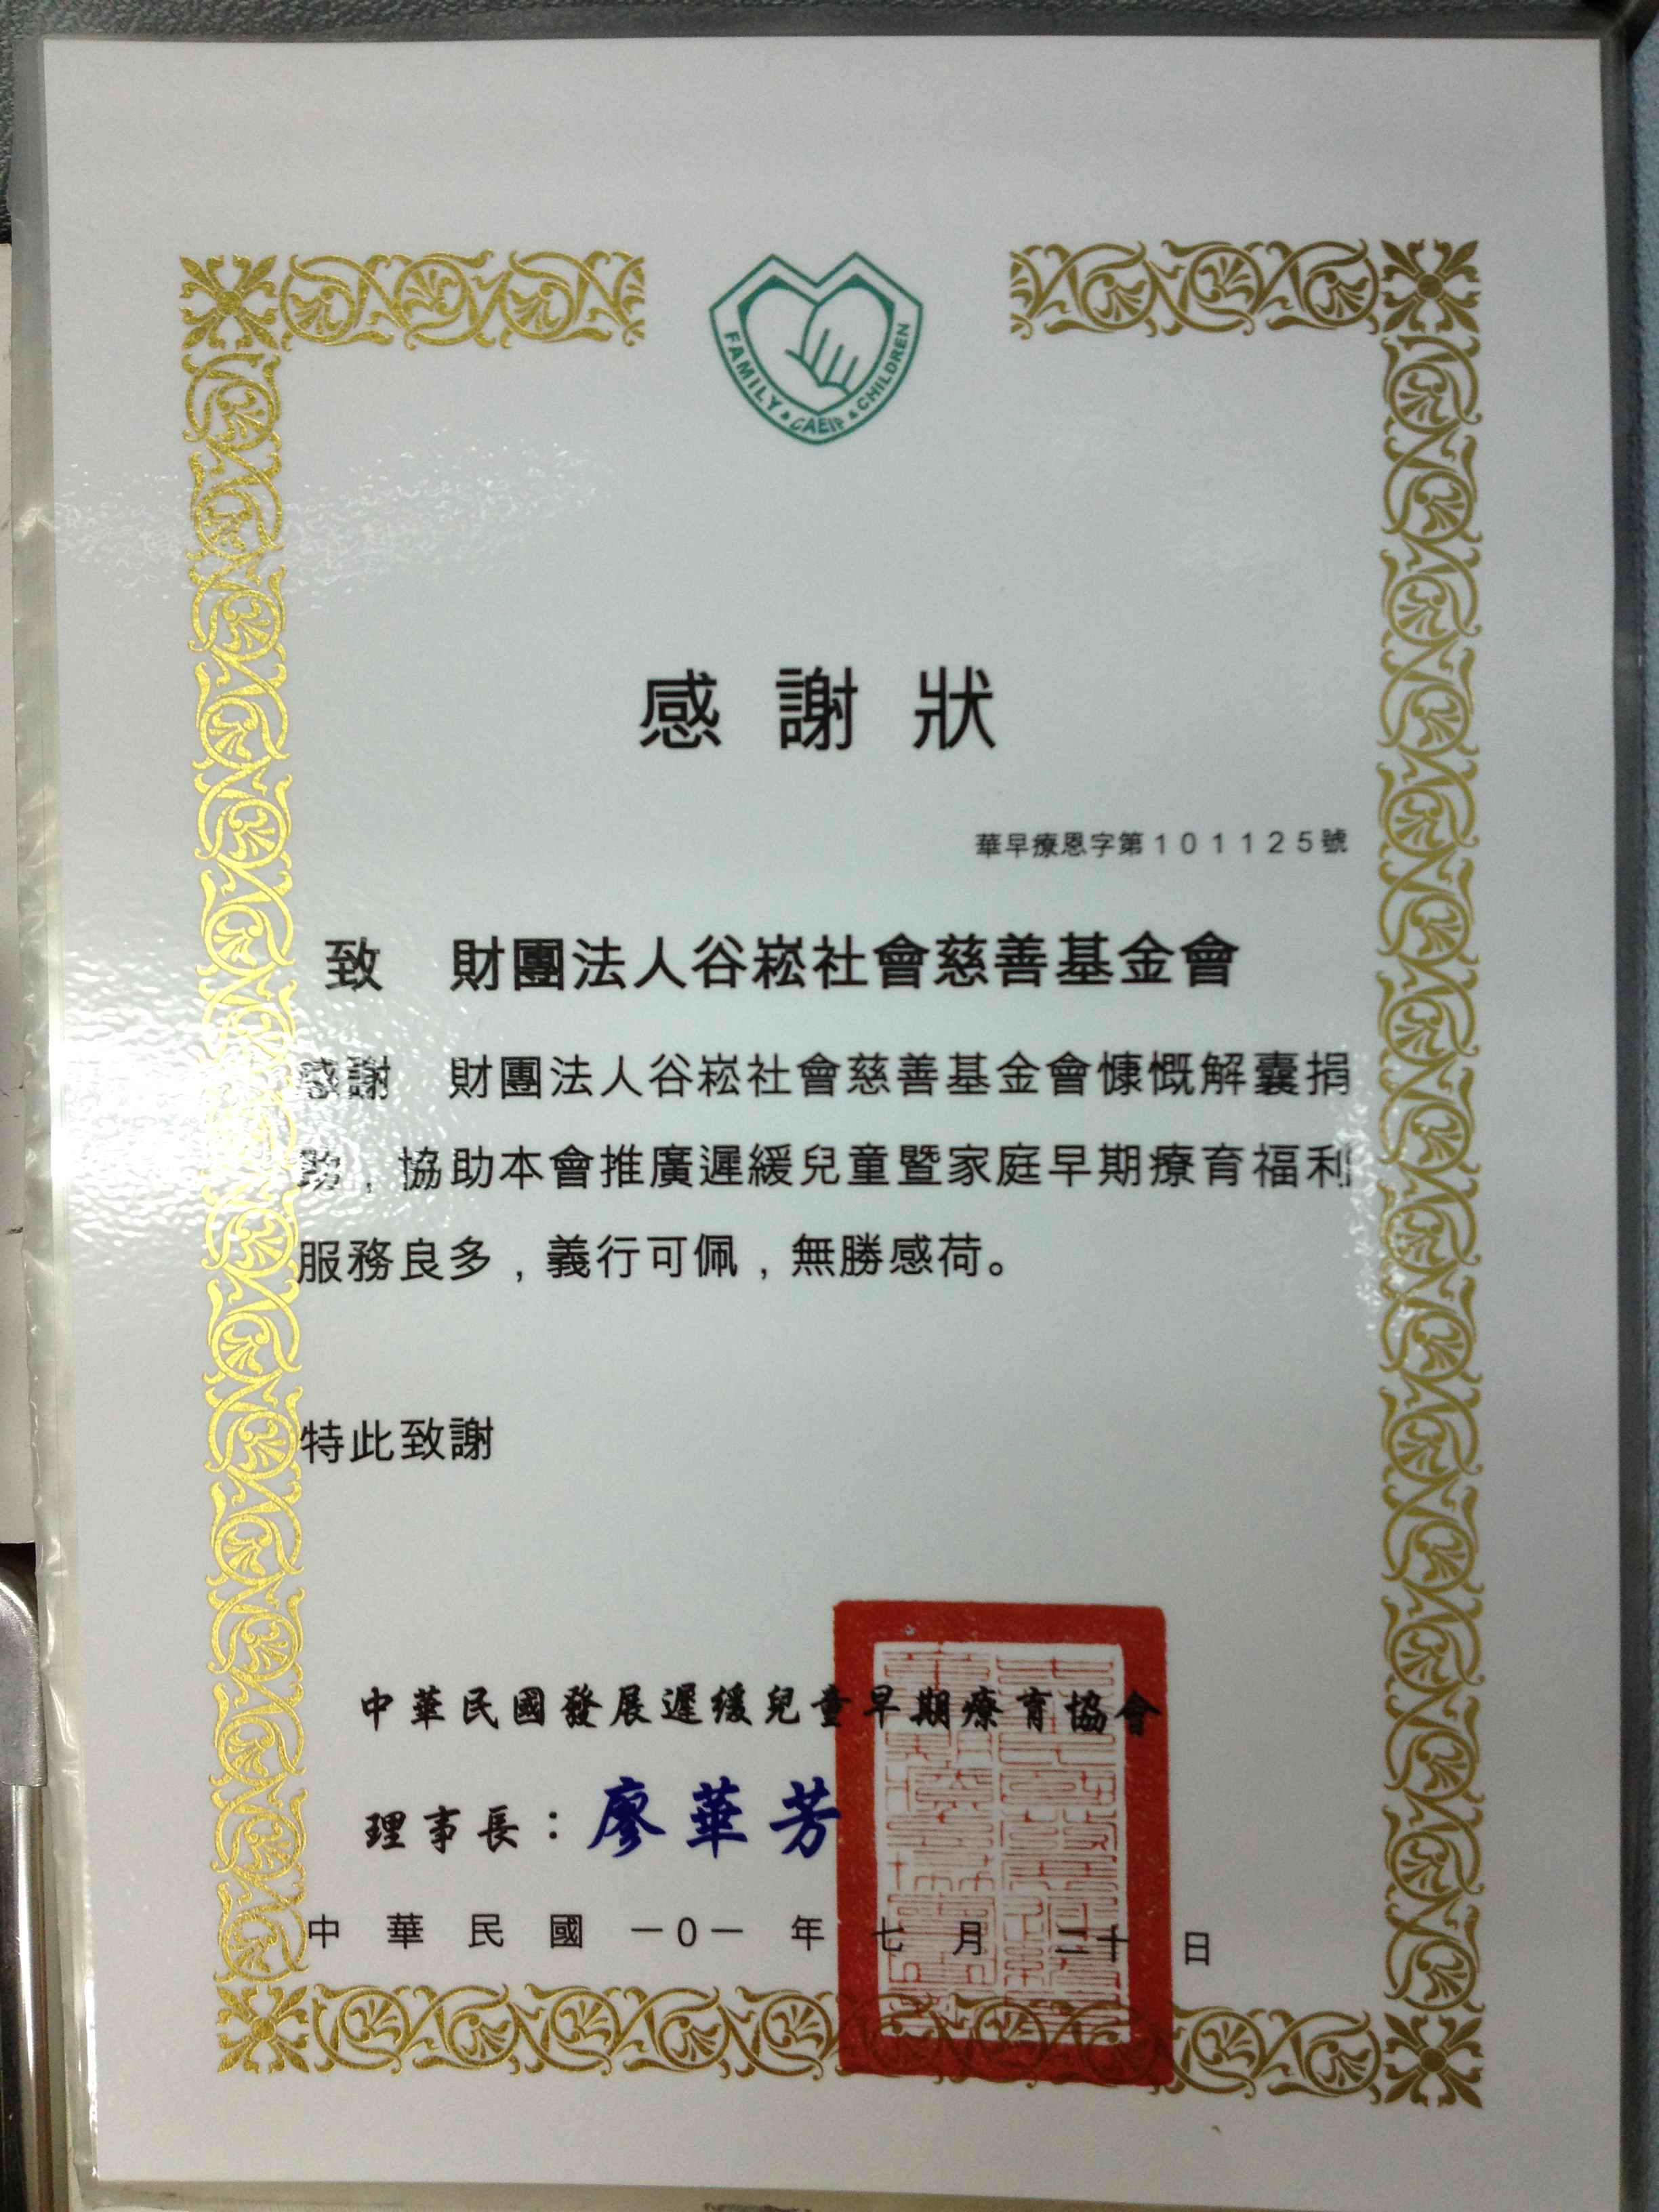 FAMILY & CAEIP & CHILDREN
感謝狀
華早療恩字第101125號
致 財團法人谷崧社會慈善基金會
感謝 財團法人谷崧社會慈善基金會慷慨解囊捐
助，協助本會推廣遲緩兒童暨家庭早期療育福利
服務良多，義行可佩，無勝感荷。
特此致謝
中華民國發展遲緩兒童早期療育協會
理事長：廖華芳
中華民國一0一年七月二十日